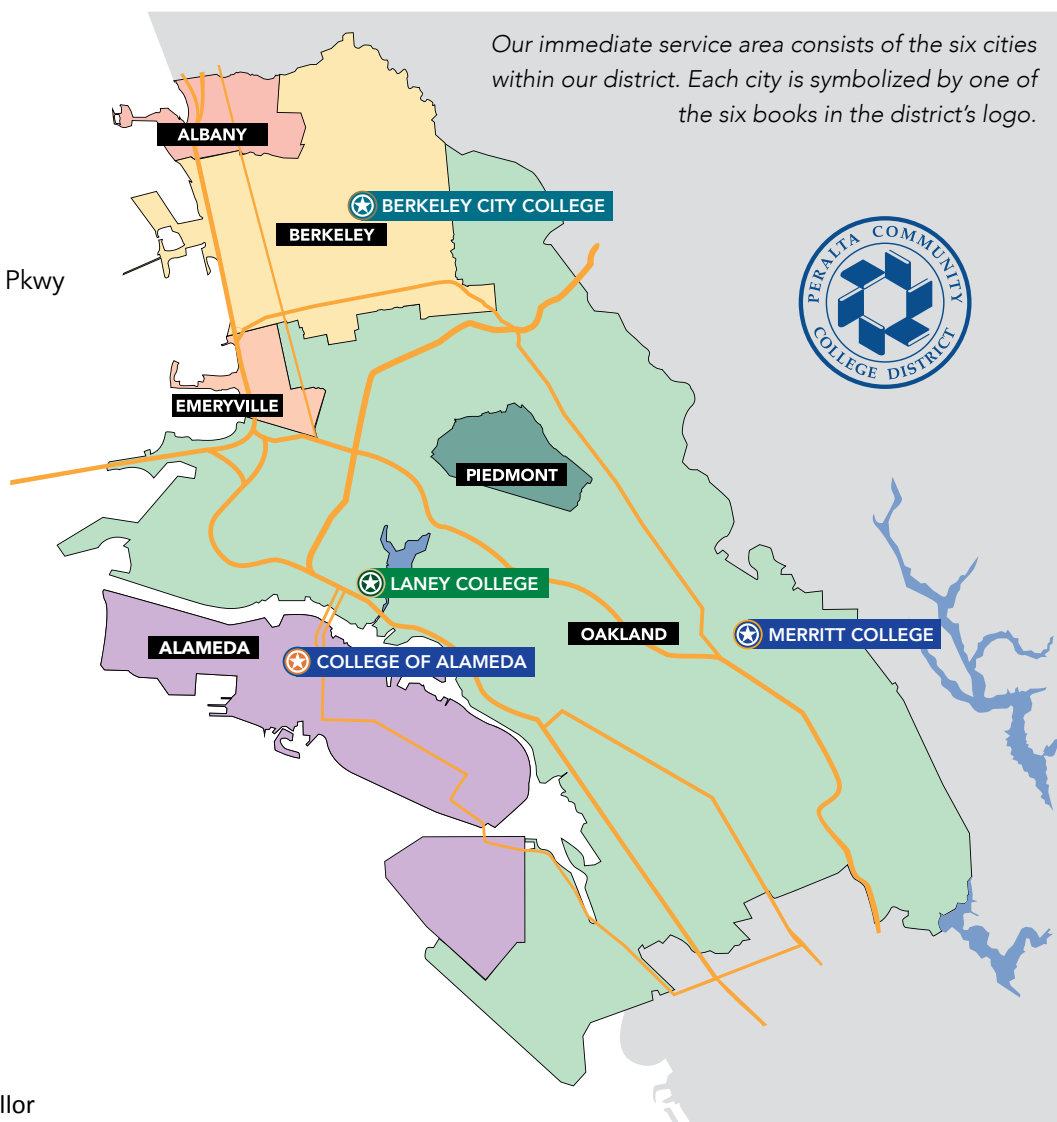 Our immediate service area consists of the six cities
within our district. Each city is symbolized by one of
the six books in the district’s logo.
ALBANY
BERKELEY CITY COLLEGE
BERKELEY
PERALTA COMMUNITY
COLLEGE DISTRICT
Pkwy
EMERYVILLE
PIEDMONT
LANEY COLLEGE
OAKLAND
MERRITT COLLEGE
ALAMEDA
COLLEGE OF ALAMEDA
llor